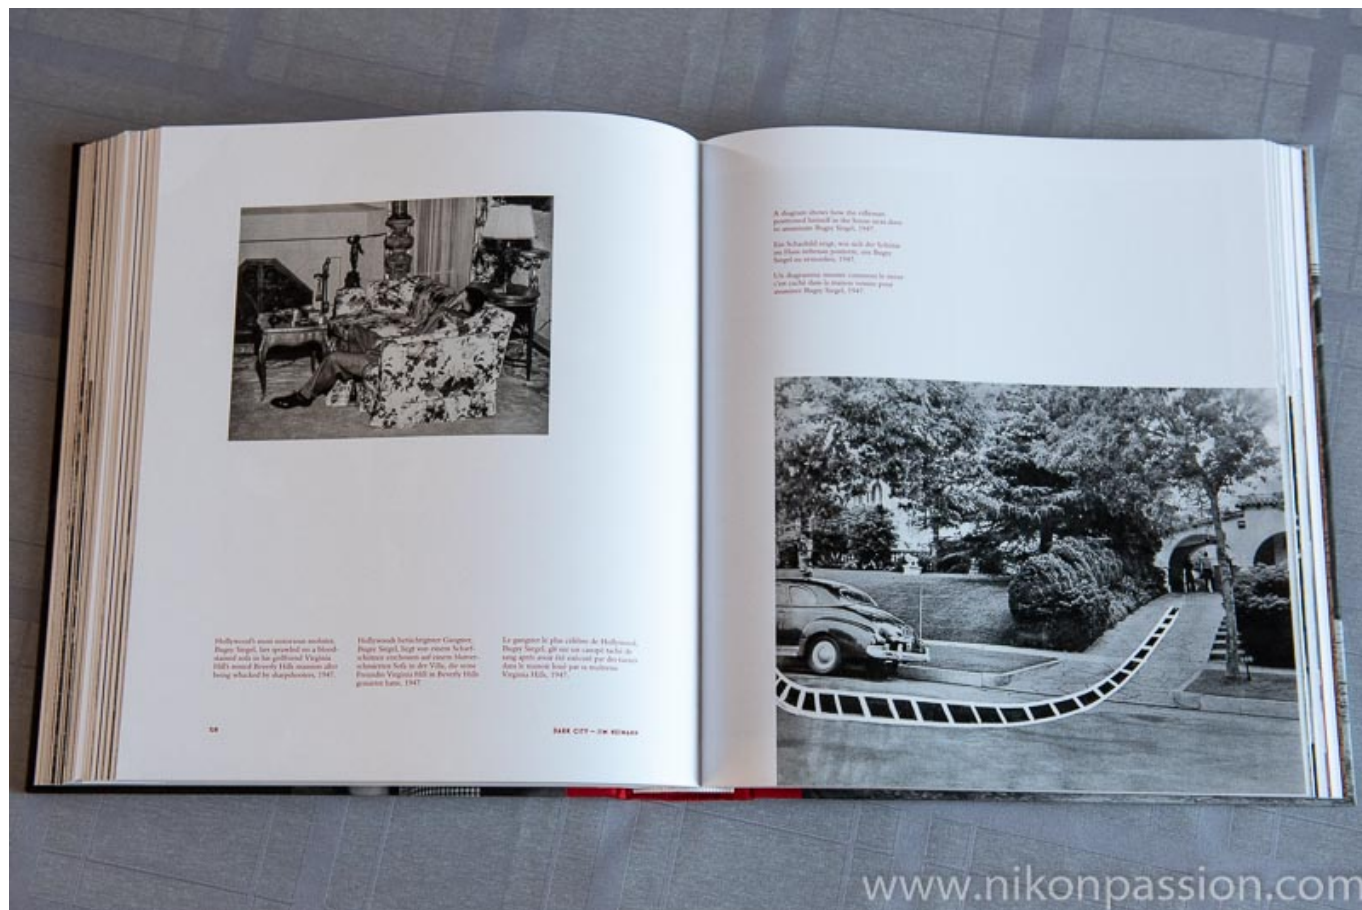 Hollywood's most notorious mobster,
Bugsy Siegel, lies sprawled on a blood-
stained sofa in his girlfriend Virginia
Hill's rented Beverly Hills mansion after
being whacked by sharpshooters, 1947.
Hollywoods berüchtigster Gangster,
Bugsy Siegel, liegt von einem Scharf-
schützen erschossen auf einem blutver-
schmierten Sofa in der Villa, die seine
Freundin Virginia Hill in Beverly Hills
gemietet hatte, 1947.
Le gangster le plus célèbre de Hollywood,
Bugsy Siegel, gît sur un canapé taché de
sang après avoir été exécuté par des tueurs
dans le manoir loué par sa maîtresse
Virginia Hills, 1947.
DARK CITY — JIM HEIMANN
A diagram shows how the rifleman
positioned himself in the house next door
to assassinate Bugsy Siegel, 1947.
Ein Schaubild zeigt, wie sich der Schütze
im Haus nebenan postierte, um Bugsy
Siegel zu ermorden, 1947.
Un diagramme montre comment le tueur
s'est caché dans la maison voisine pour
assassiner Bugsy Siegel, 1947.
www.nikonpassion.com